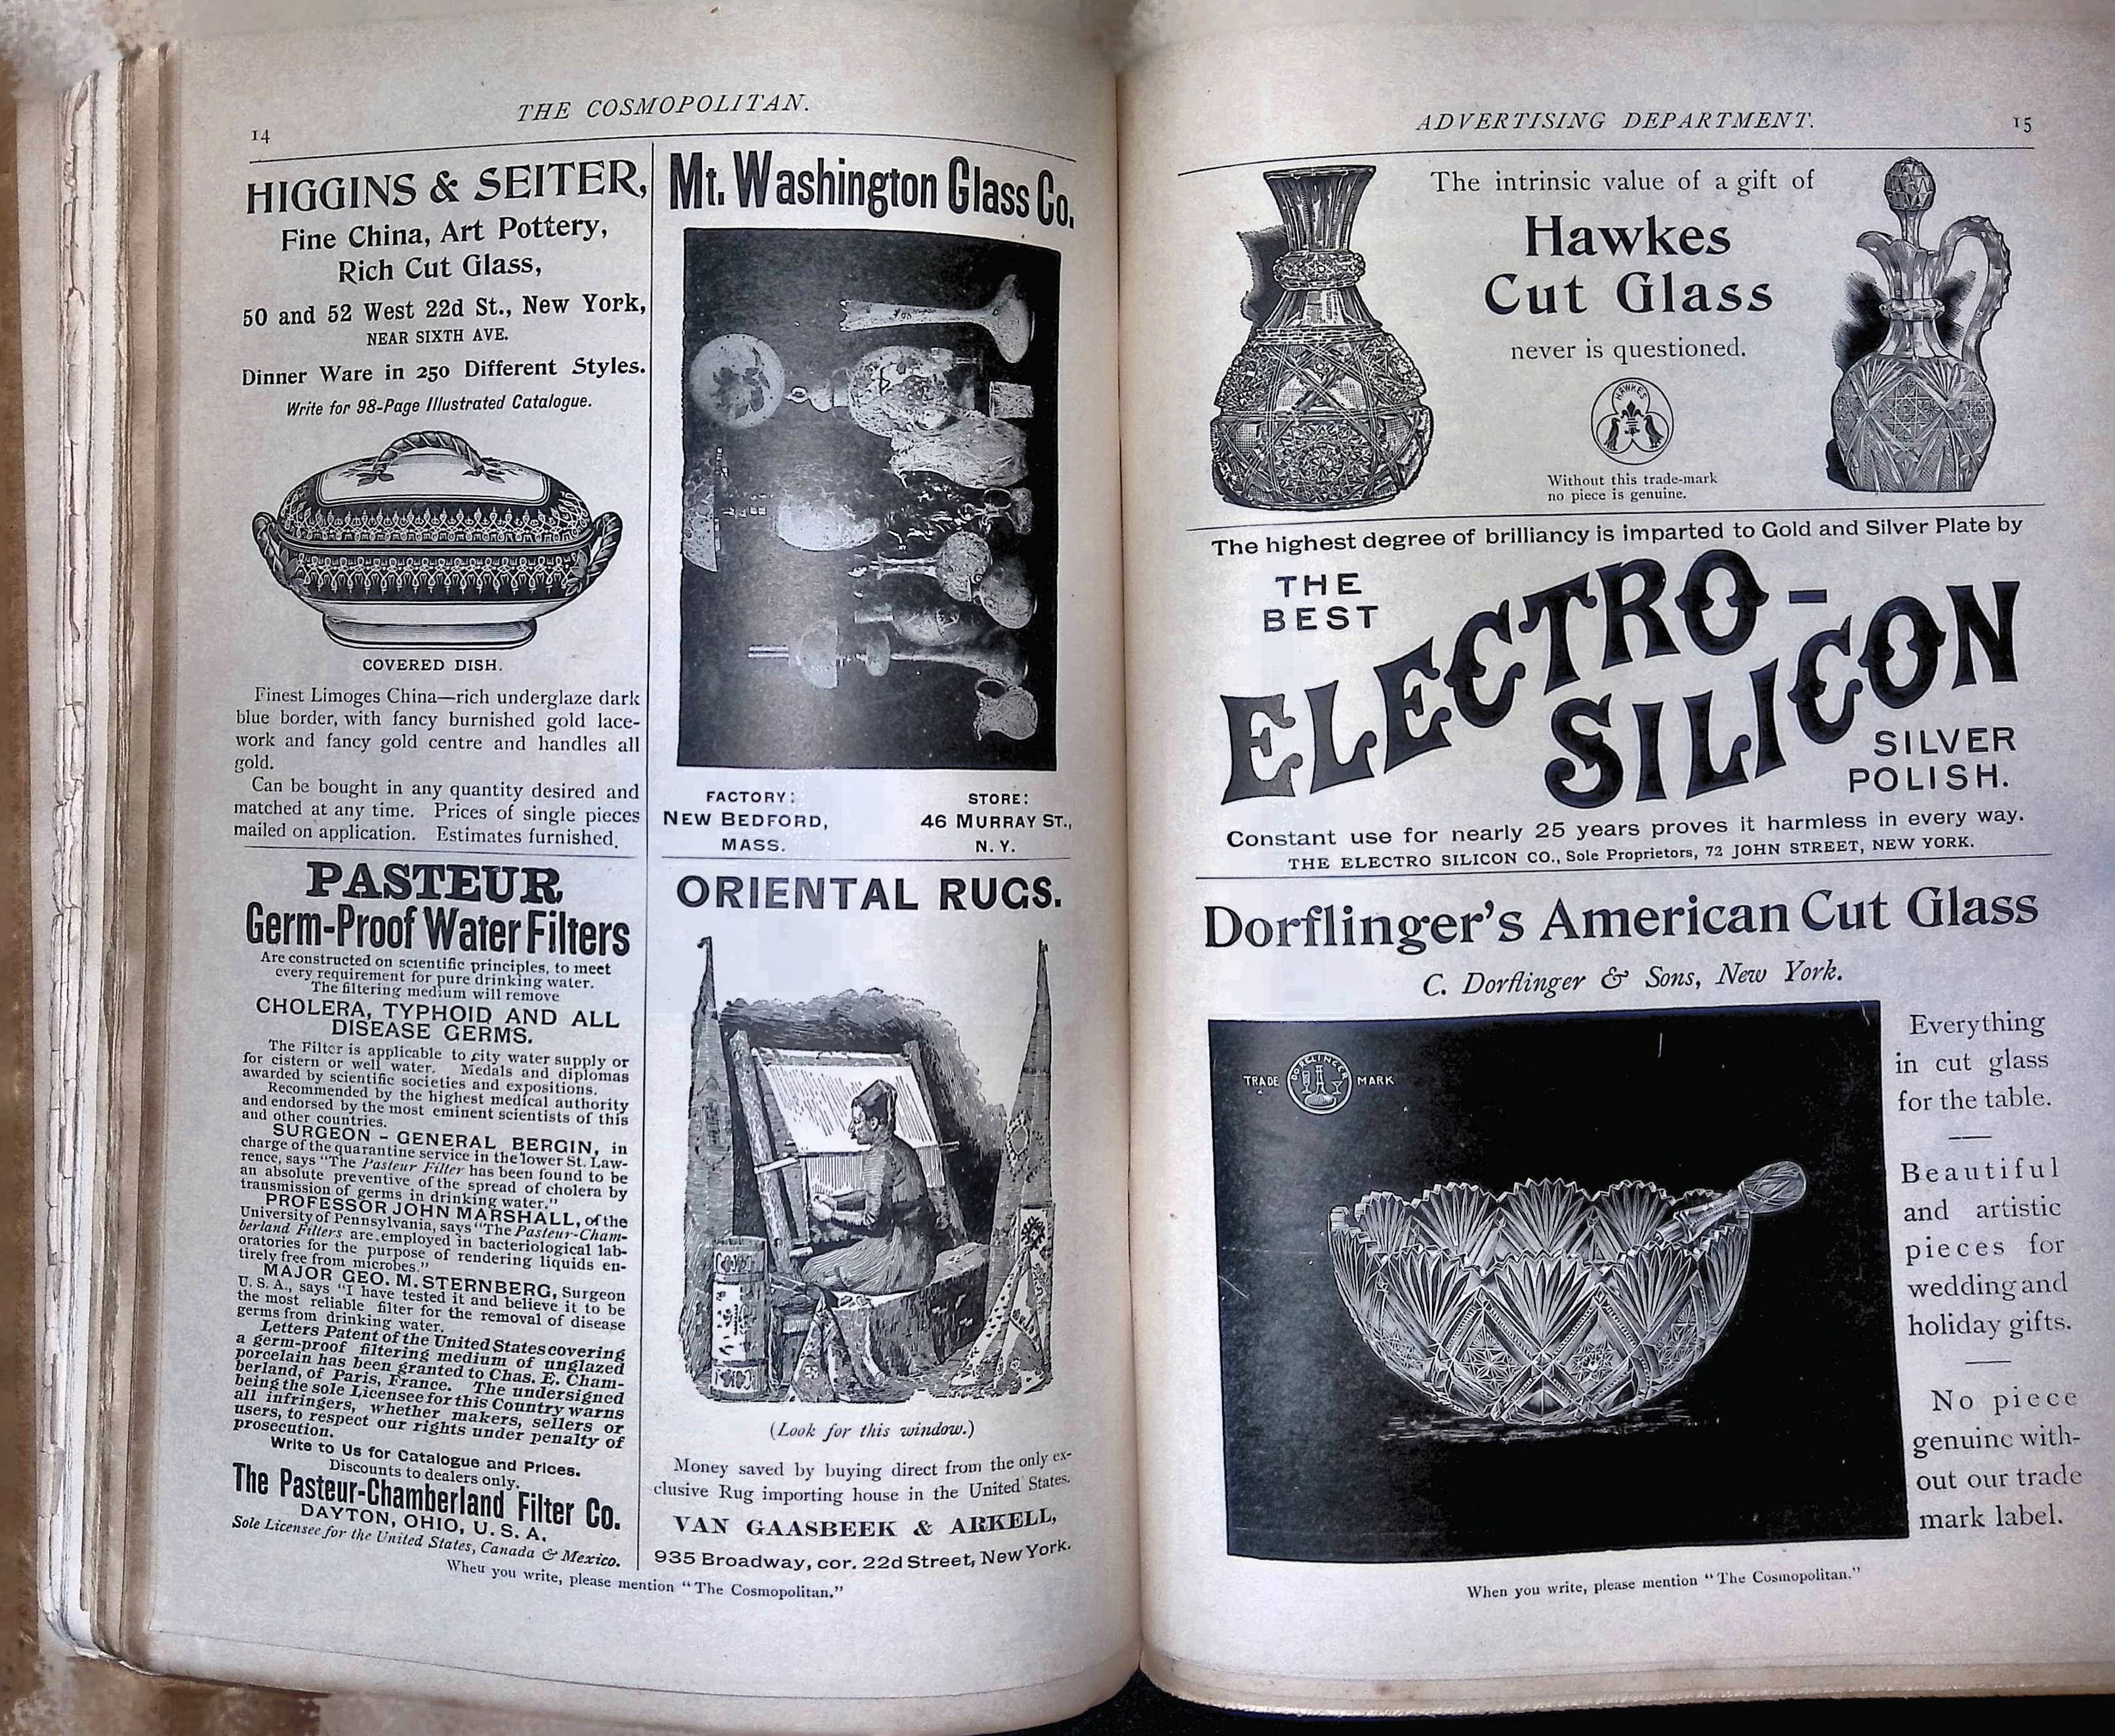 14
THE COSMOPOLITAN.
HIGGINS & SEITER,
Fine China, Art Pottery,
Rich Cut Glass,
50 and 52 West 22d St., New York,
NEAR SIXTH AVE.
Dinner Ware in 250 Different Styles.
Write for 98-Page Illustrated Catalogue.
COVERED DISH.
Finest Limoges China—rich underglaze dark
blue border, with fancy burnished gold lace-
work and fancy gold centre and handles all
gold.
Can be bought in any quantity desired and
matched at any time. Prices of single pieces
mailed on application. Estimates furnished.
PASTEUR
Germ-Proof Water Filters
Are constructed on scientific principles, to meet
every requirement for pure drinking water.
The filtering medium will remove
CHOLERA, TYPHOID AND ALL
DISEASE GERMS.
The Filter is applicable to city water supply or
for cistern or well water. Medals and diplomas
awarded by scientific societies and expositions.
Recommended by the highest medical authority
and endorsed by the most eminent scientists of this
and other countries.
SURGEON-GENERAL BERGIN, in
charge of the quarantine service in the lower St. Law-
rence, says "The Pasteur Filter has been found to be
an absolute preventive of the spread of cholera by
transmission of germs in drinking water."
PROFESSOR JOHN MARSHALL, of the
University of Pennsylvania, says "The Pasteur-Cham-
berland Filters are employed in bacteriological lab-
oratories for the purpose of rendering liquids en-
tirely free from microbes."
MAJOR GEO. M. STERNBERG, Surgeon
U. S. A., says "I have tested it and believe it to be
the most reliable filter for the removal of disease
germs from drinking water.
Letters Patent of the United States covering
a germ-proof filtering medium of unglazed
porcelain has been granted to Chas. E. Cham-
berland, of Paris, France. The undersigned
being the sole Licensee for this Country warns
all infringers, whether makers, sellers or
users, to respect our rights under penalty of
prosecution.
Write to Us for Catalogue and Prices.
Discounts to dealers only.
The Pasteur-Chamberland Filter Co.
DAYTON, OHIO, U. S. A.
Sole Licensee for the United States, Canada & Mexico.
Mt. Washington Glass Co.
FACTORY:
NEW BEDFORD,
MASS.
STORE:
46 MURRAY ST.,
N. Y.
ORIENTAL RUGS.
(Look for this window.)
Money saved by buying direct from the only ex-
clusive Rug importing house in the United States.
VAN GAASBEEK & ARKELL,
935 Broadway, cor. 22d Street, New York.
When you write, please mention "The Cosmopolitan."
ADVERTISING DEPARTMENT.
15
The intrinsic value of a gift of
Hawkes
Cut Glass
never is questioned.
HAWKES
Without this trade-mark
no piece is genuine.
The highest degree of brilliancy is imparted to Gold and Silver Plate by
THE
BEST
ELECTRO-
SILICON
SILVER
POLISH.
Constant use for nearly 25 years proves it harmless in every way.
THE ELECTRO SILICON CO., Sole Proprietors, 72 JOHN STREET, NEW YORK.
Dorflinger's American Cut Glass
C. Dorflinger & Sons, New York.
TRADE DORFLINGER MARK
Everything
in cut glass
for the table.
Beautiful
and artistic
pieces for
wedding and
holiday gifts.
No piece
genuine with-
out our trade
mark label.
When you write, please mention "The Cosmopolitan."